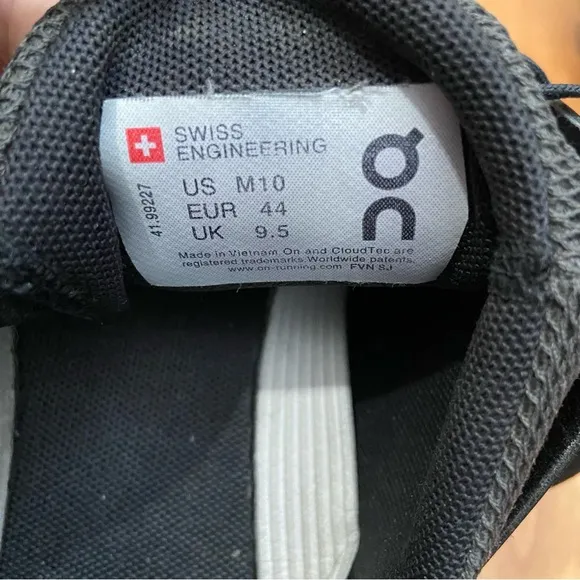 SWISS
ENGINEERING
US M10
EUR 44
UK 9.5
Made in Vietnam On and CloudTec are
registered trademarks Worldwide patents.
www.on-running.com FVN SJ
41.99227
On